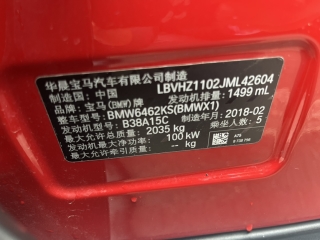 华晨宝马汽车有限公司制造
制造国：中国 LBVHZ1102JML42604
品牌：宝马(BMW)牌 发动机排量：1499 mL
整车型号：BMW6462KS(BMWX1)
发动机型号：B38A15C 制造年月：2018-02
最大允许总质量：2035 kg 乘坐人数：5
发动机最大净功率：100 kW
最大允许牵引质量：-- kg